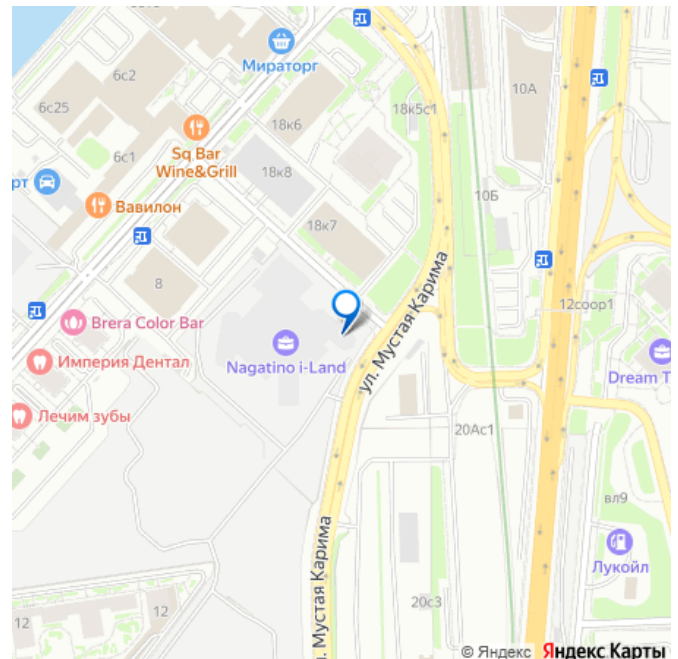 Мираторг
6с2
6с25
18к6
18к5с1
10А
6с1
Sq Bar
Wine&Grill
рт
18к8
Вавилон
10Б
18к7
8
12соор1
ул. Мустая Карима
Brera Color Bar
Nagatino i-Land
Империя Дентал
Dream T
Лечим зубы
20Ас1
вл9
Лукойл
ул. Мустая Карима
12
12
20с3
© Яндекс Яндекс Карты